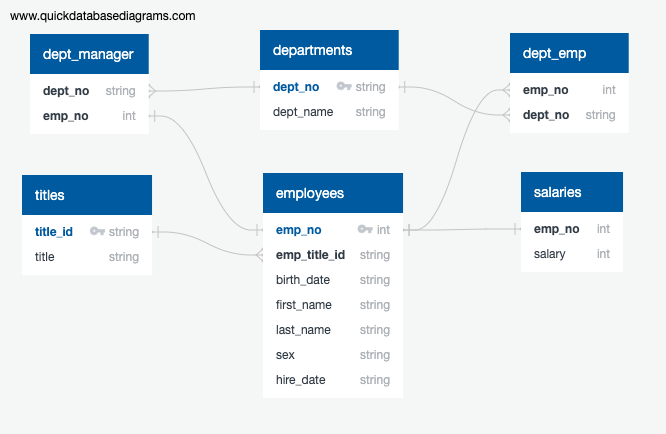 www.quickdatabasediagrams.com
dept_manager
dept_no string
emp_no int
departments
dept_no string
dept_name string
dept_emp
emp_no int
dept_no string
titles
title_id string
title string
employees
emp_no int
emp_title_id string
birth_date string
first_name string
last_name string
sex string
hire_date string
salaries
emp_no int
salary int